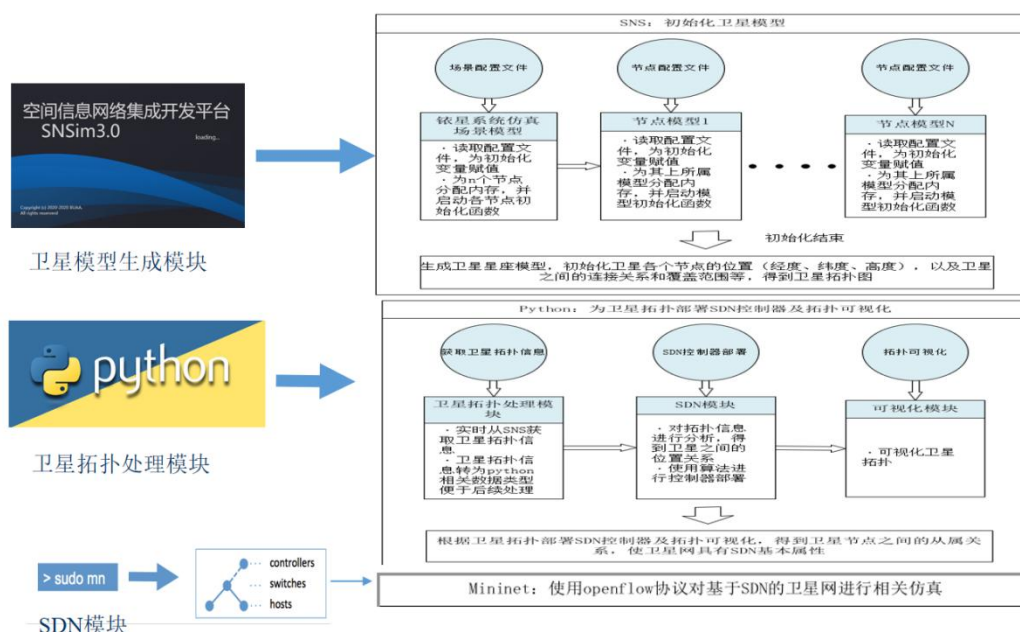 SNS：初始化卫星模型
场景配置文件
节点配置文件
节点配置文件
空间信息网络集成开发平台
SNSim3.0
loading...
All rights reserved
卫星模型生成模块
铱星系统仿真
场景模型
·读取配置文
件，为初始化
变量赋值
·为n个节点
分配内存，并
启动各节点初
始化函数
节点模型1
·读取配置文
件，为初始化
变量赋值
·为其上所属
模型分配内
存，并启动模
型初始化函数
节点模型N
·读取配置文
件，为初始化
变量赋值
·为其上所属
模型分配内
存，并启动模
型初始化函数
初始化结束
生成卫星星座模型，初始化卫星各个节点的位置（经度、纬度、高度），以及卫星
之间的连接关系和覆盖范围等，得到卫星拓扑图
Python：为卫星拓扑部署SDN控制器及拓扑可视化
获取卫星拓扑信息
SDN控制器部署
拓扑可视化
python
卫星拓扑处理模块
卫星拓扑处理模
块
·实时从SNS获
取卫星拓扑信
息
·卫星拓扑信
息转为python
相关数据类型
便于后续处理
SDN模块
·对拓扑信息
进行分析，得
到卫星之间的
位置关系
·使用算法进
行控制器部署
可视化模块
·可视化卫星
拓扑
根据卫星拓扑部署SDN控制器及拓扑可视化，得到卫星节点之间的从属关
系，使卫星网具有SDN基本属性
> sudo mn
controllers
switches
hosts
SDN模块
Mininet：使用openflow协议对基于SDN的卫星网进行相关仿真